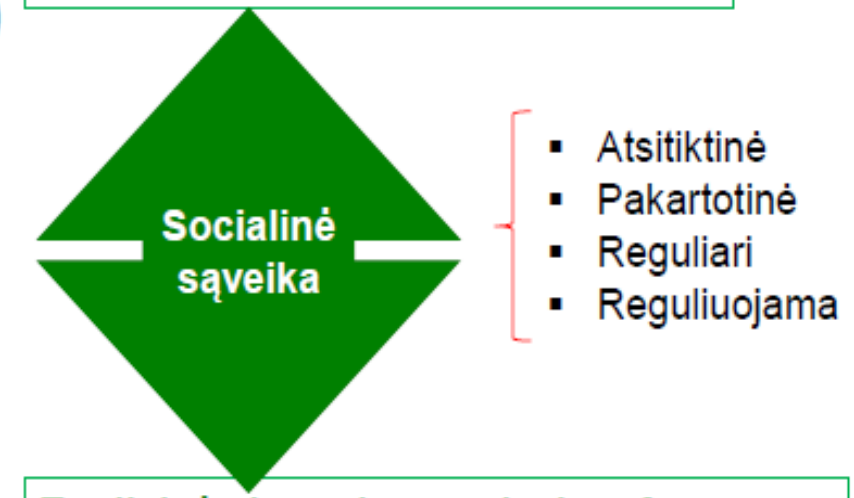 Socialinė
sąveika
▪ Atsitiktinė
▪ Pakartotinė
▪ Reguliari
▪ Reguliuojama